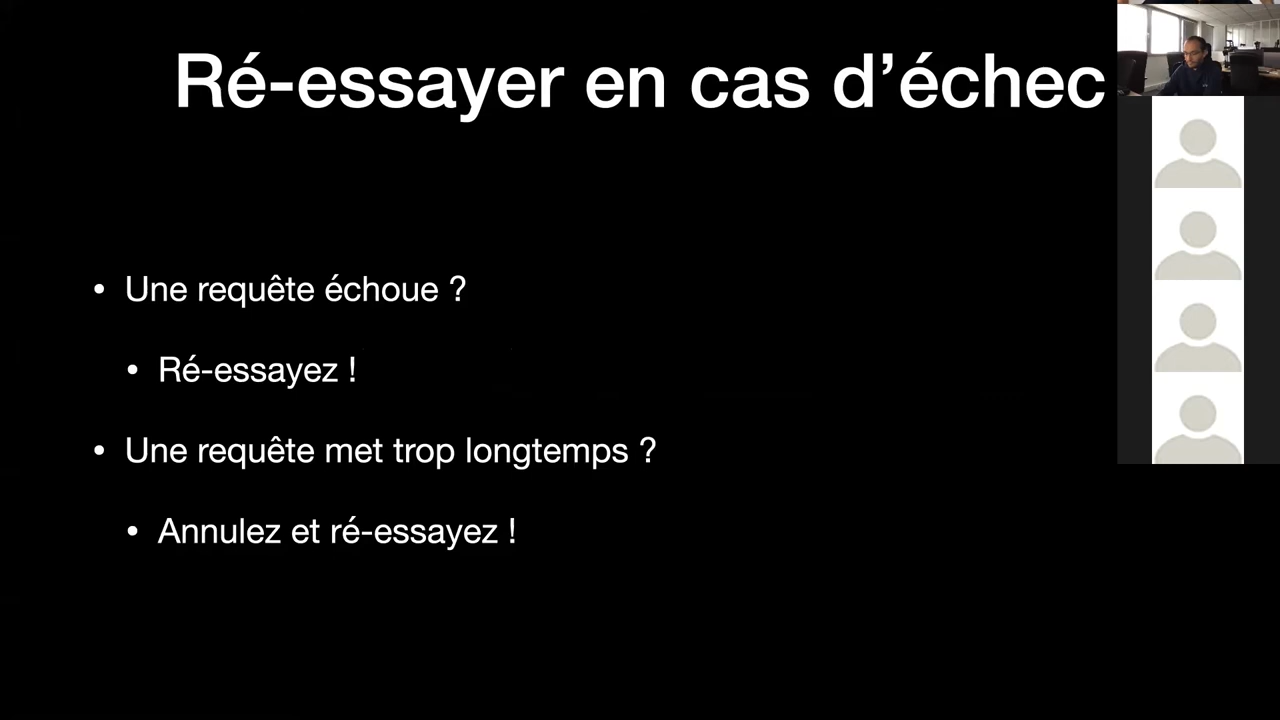 Ré-essayer en cas d’échec
• Une requête échoue ?
• Ré-essayez !
• Une requête met trop longtemps ?
• Annulez et ré-essayez !